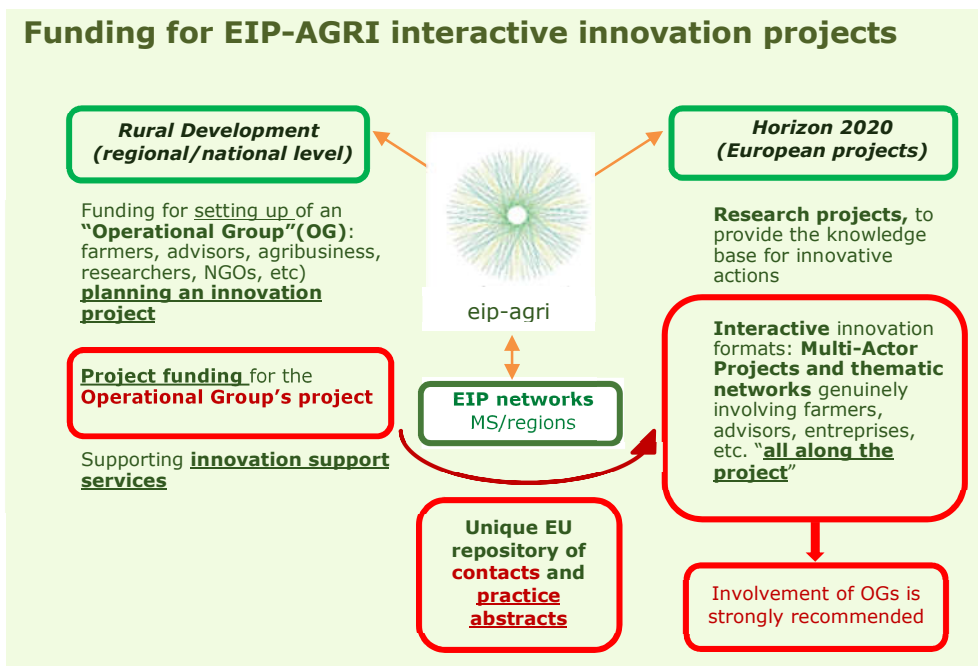 Funding for EIP-AGRI interactive innovation projects
Rural Development
(regional/national level)
Funding for setting up of an
“Operational Group”(OG):
farmers, advisors, agribusiness,
researchers, NGOs, etc)
planning an innovation
project
Project funding for the
Operational Group's project
Supporting innovation support
services
eip-agri
EIP networks
MS/regions
Unique EU
repository of
contacts and
practice
abstracts
Horizon 2020
(European projects)
Research projects, to
provide the knowledge
base for innovative
actions
Interactive innovation
formats: Multi-Actor
Projects and thematic
networks genuinely
involving farmers,
advisors, entreprises,
etc. “all along the
project”
Involvement of OGs is
strongly recommended